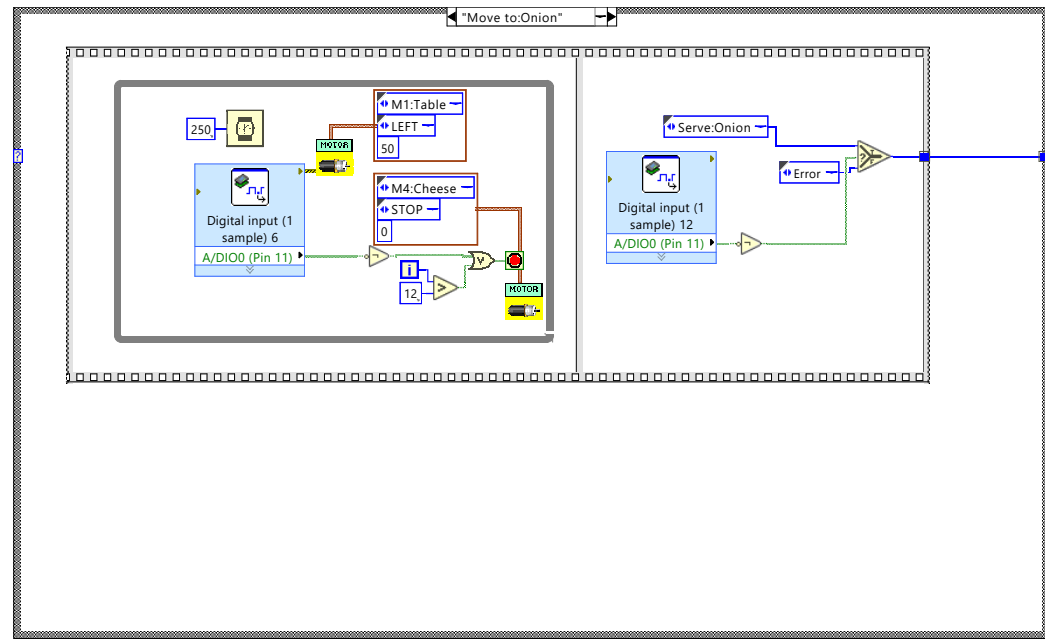 "Move to:Onion"
250
MOTOR
M1:Table
LEFT
50
Digital input (1
sample) 6
A/DIO0 (Pin 11)
M4:Cheese
STOP
0
i
12
>
V
MOTOR
Serve:Onion
Error
?
T
F
Digital input (1
sample) 12
A/DIO0 (Pin 11)
?